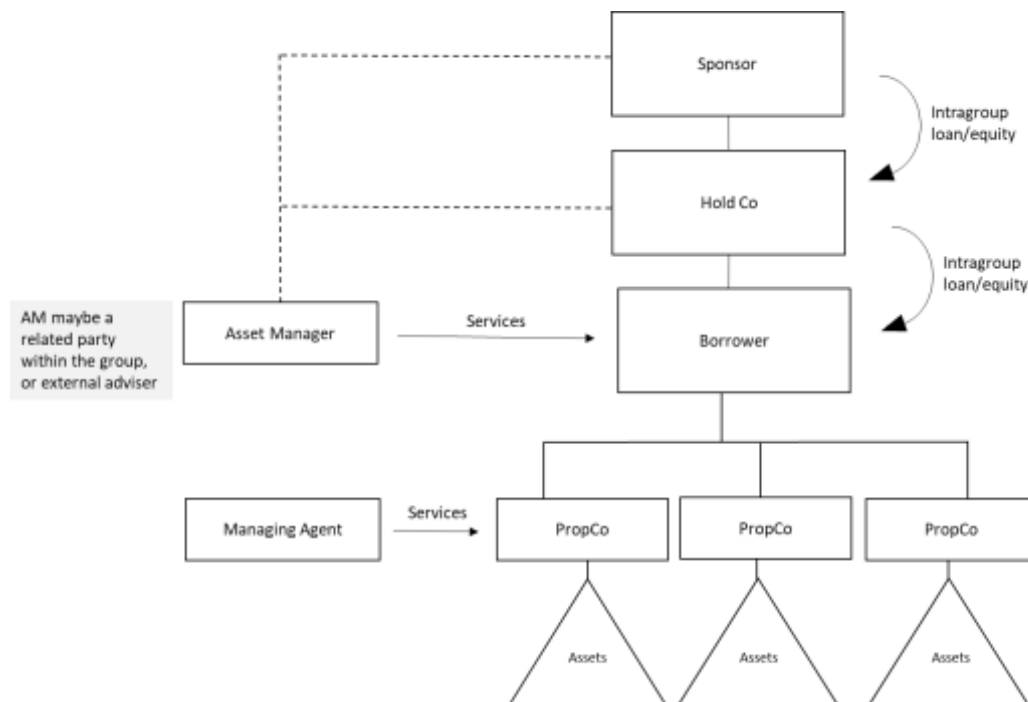 Sponsor
Intragroup
loan/equity
Hold Co
Intragroup
loan/equity
AM maybe a
related party
within the group,
or external adviser
Asset Manager
Services
Borrower
Managing Agent
Services
PropCo
PropCo
PropCo
Assets
Assets
Assets